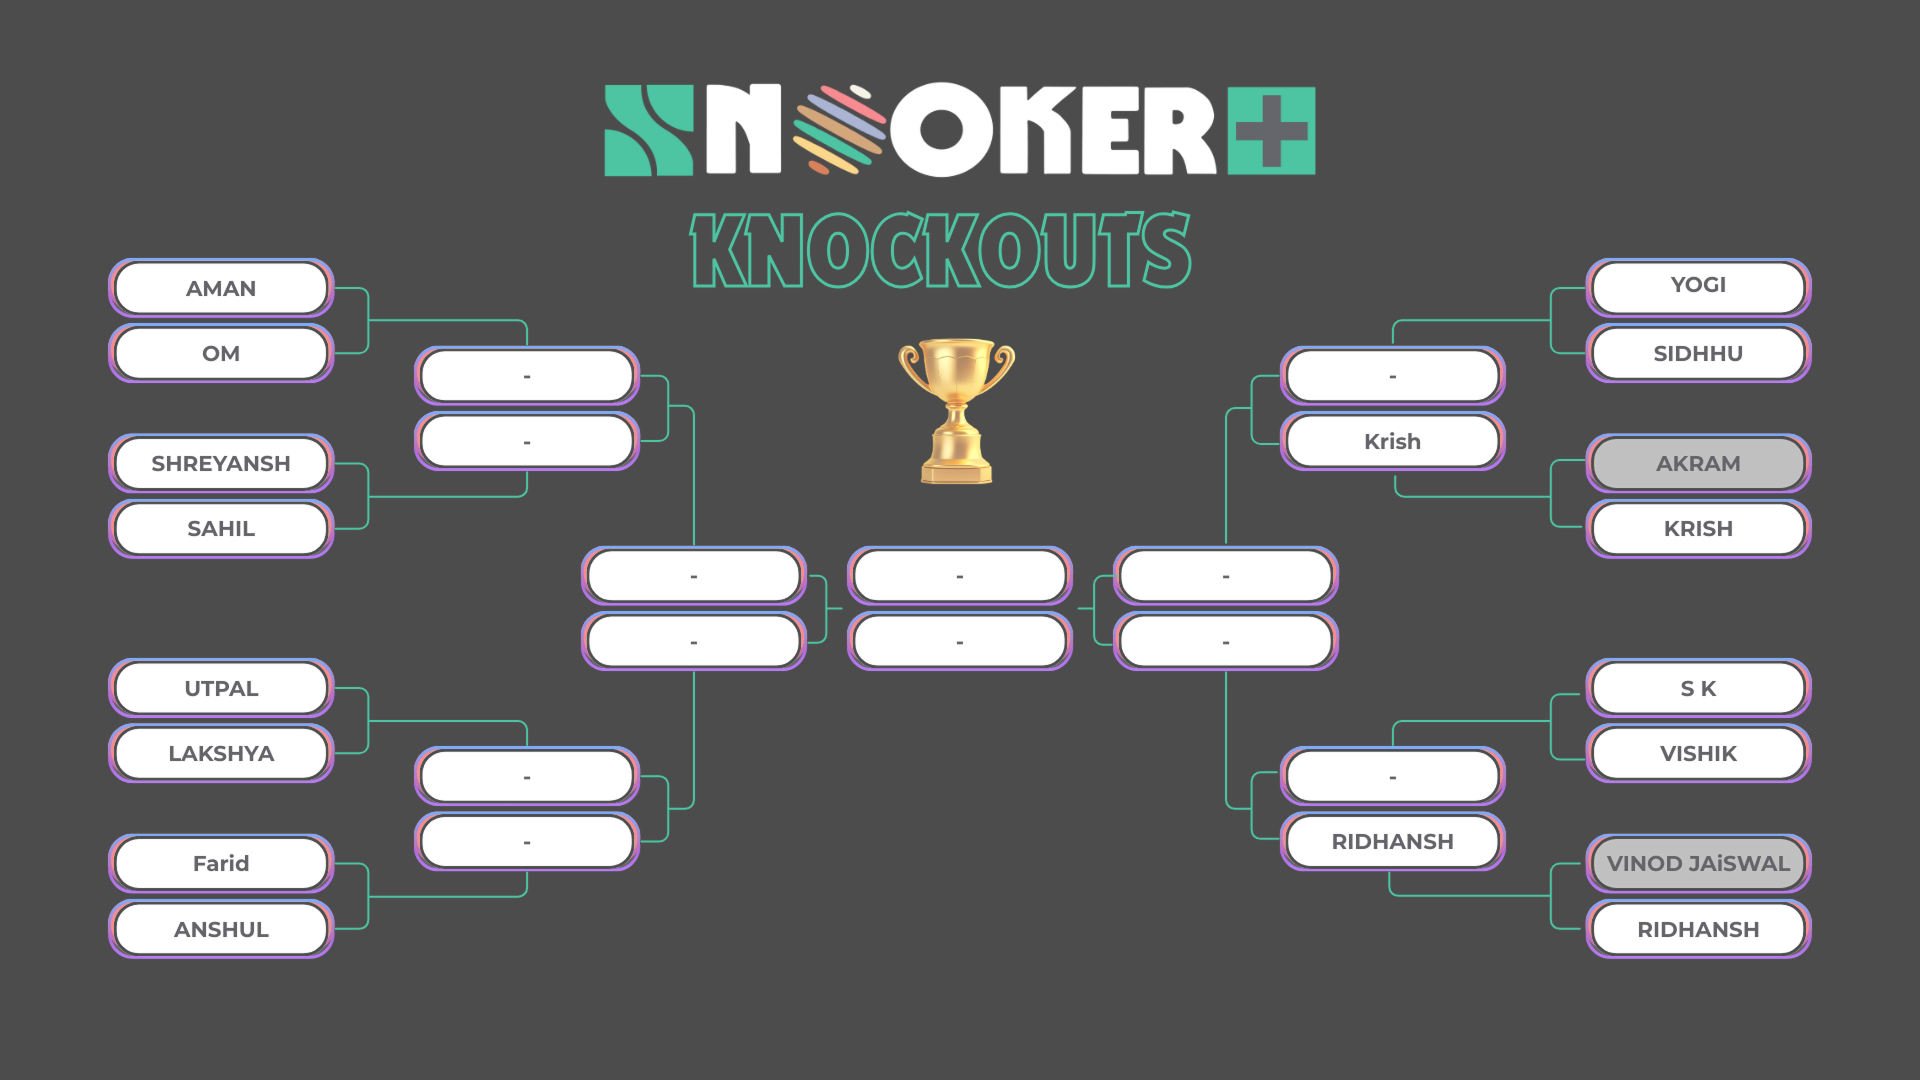 SNOOKER+
KNOCKOUTS
AMAN
OM
SHREYANSH
SAHIL
UTPAL
LAKSHYA
Farid
ANSHUL
-
-
-
-
-
-
-
-
-
-
-
Krish
-
RIDHANSH
YOGI
SIDHHU
AKRAM
KRISH
S K
VISHIK
VINOD JAiSWAL
RIDHANSH